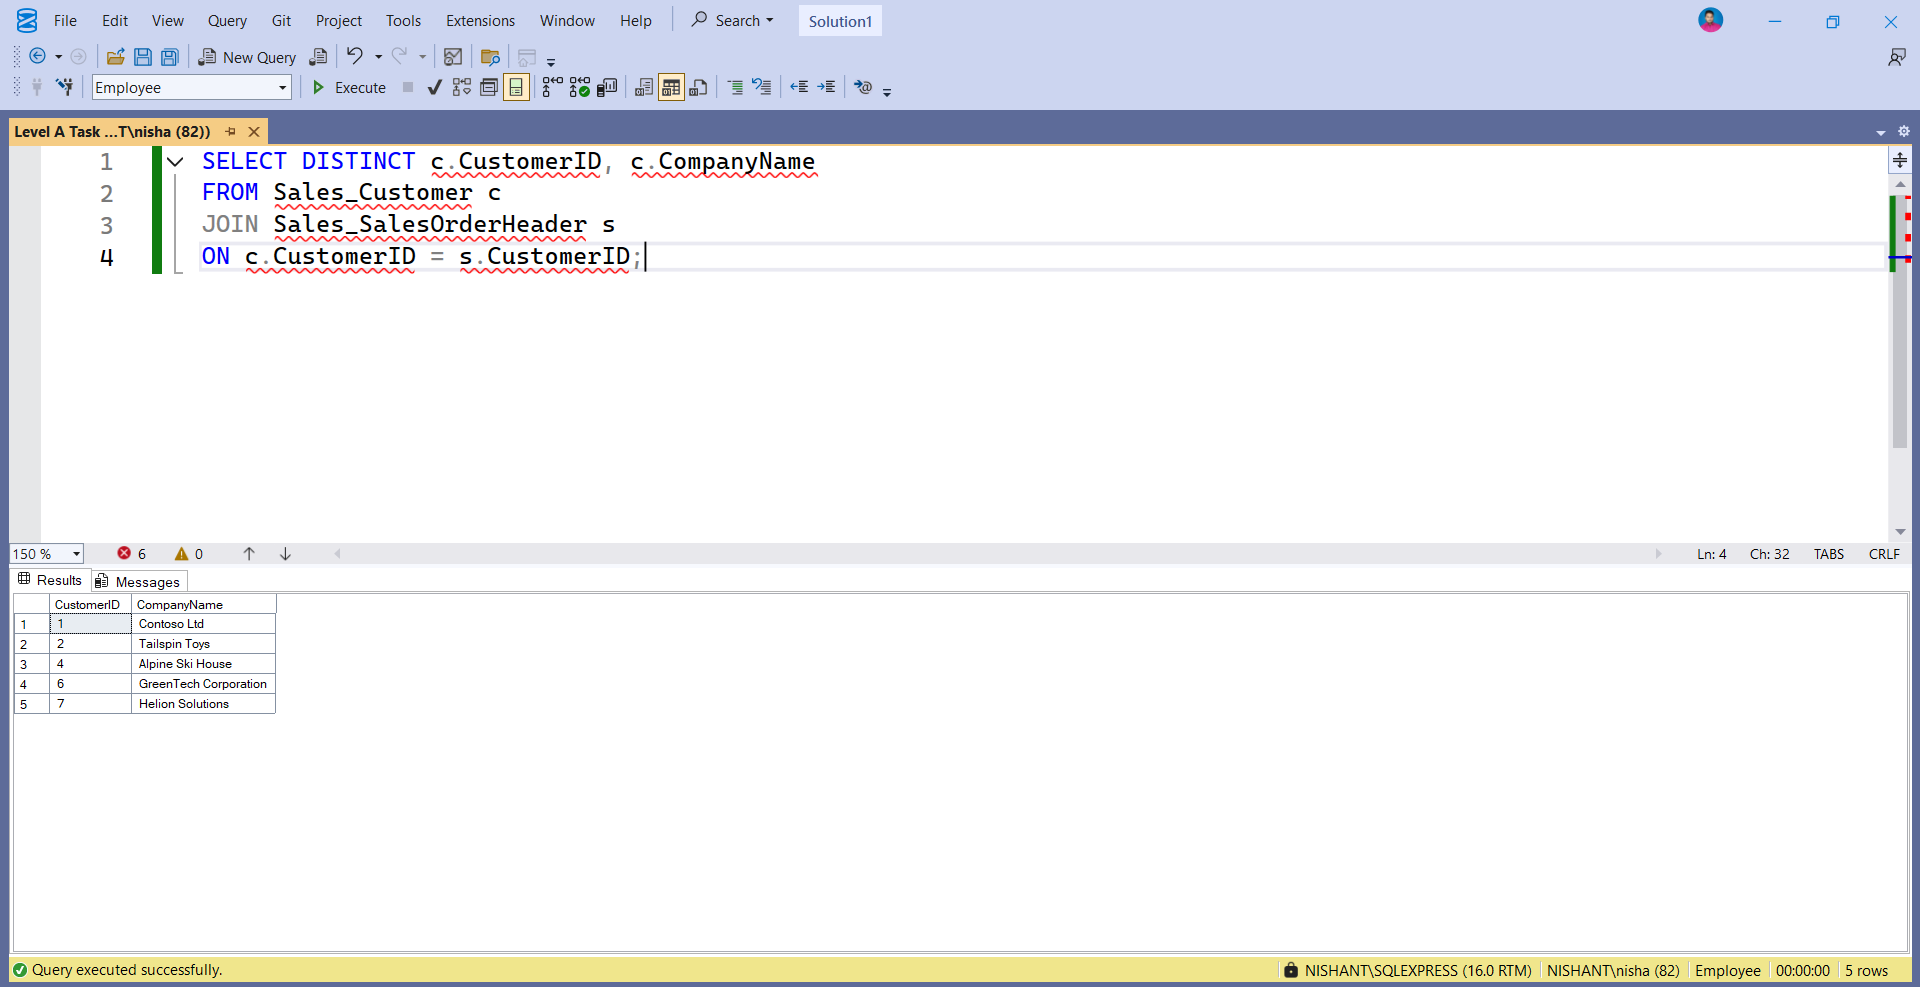 File Edit View Query Git Project Tools Extensions Window Help Search Solution1
New Query
Employee Execute
Level A Task ...T\nisha (82))
1 SELECT DISTINCT c.CustomerID, c.CompanyName
2 FROM Sales_Customer c
3 JOIN Sales_SalesOrderHeader s
4 ON c.CustomerID = s.CustomerID;
150 % 6 0 Ln: 4 Ch: 32 TABS CRLF
Results Messages
CustomerID CompanyName
1 1 Contoso Ltd
2 2 Tailspin Toys
3 4 Alpine Ski House
4 6 GreenTech Corporation
5 7 Helion Solutions
Query executed successfully. NISHANT\SQLEXPRESS (16.0 RTM) NISHANT\nisha (82) Employee 00:00:00 5 rows